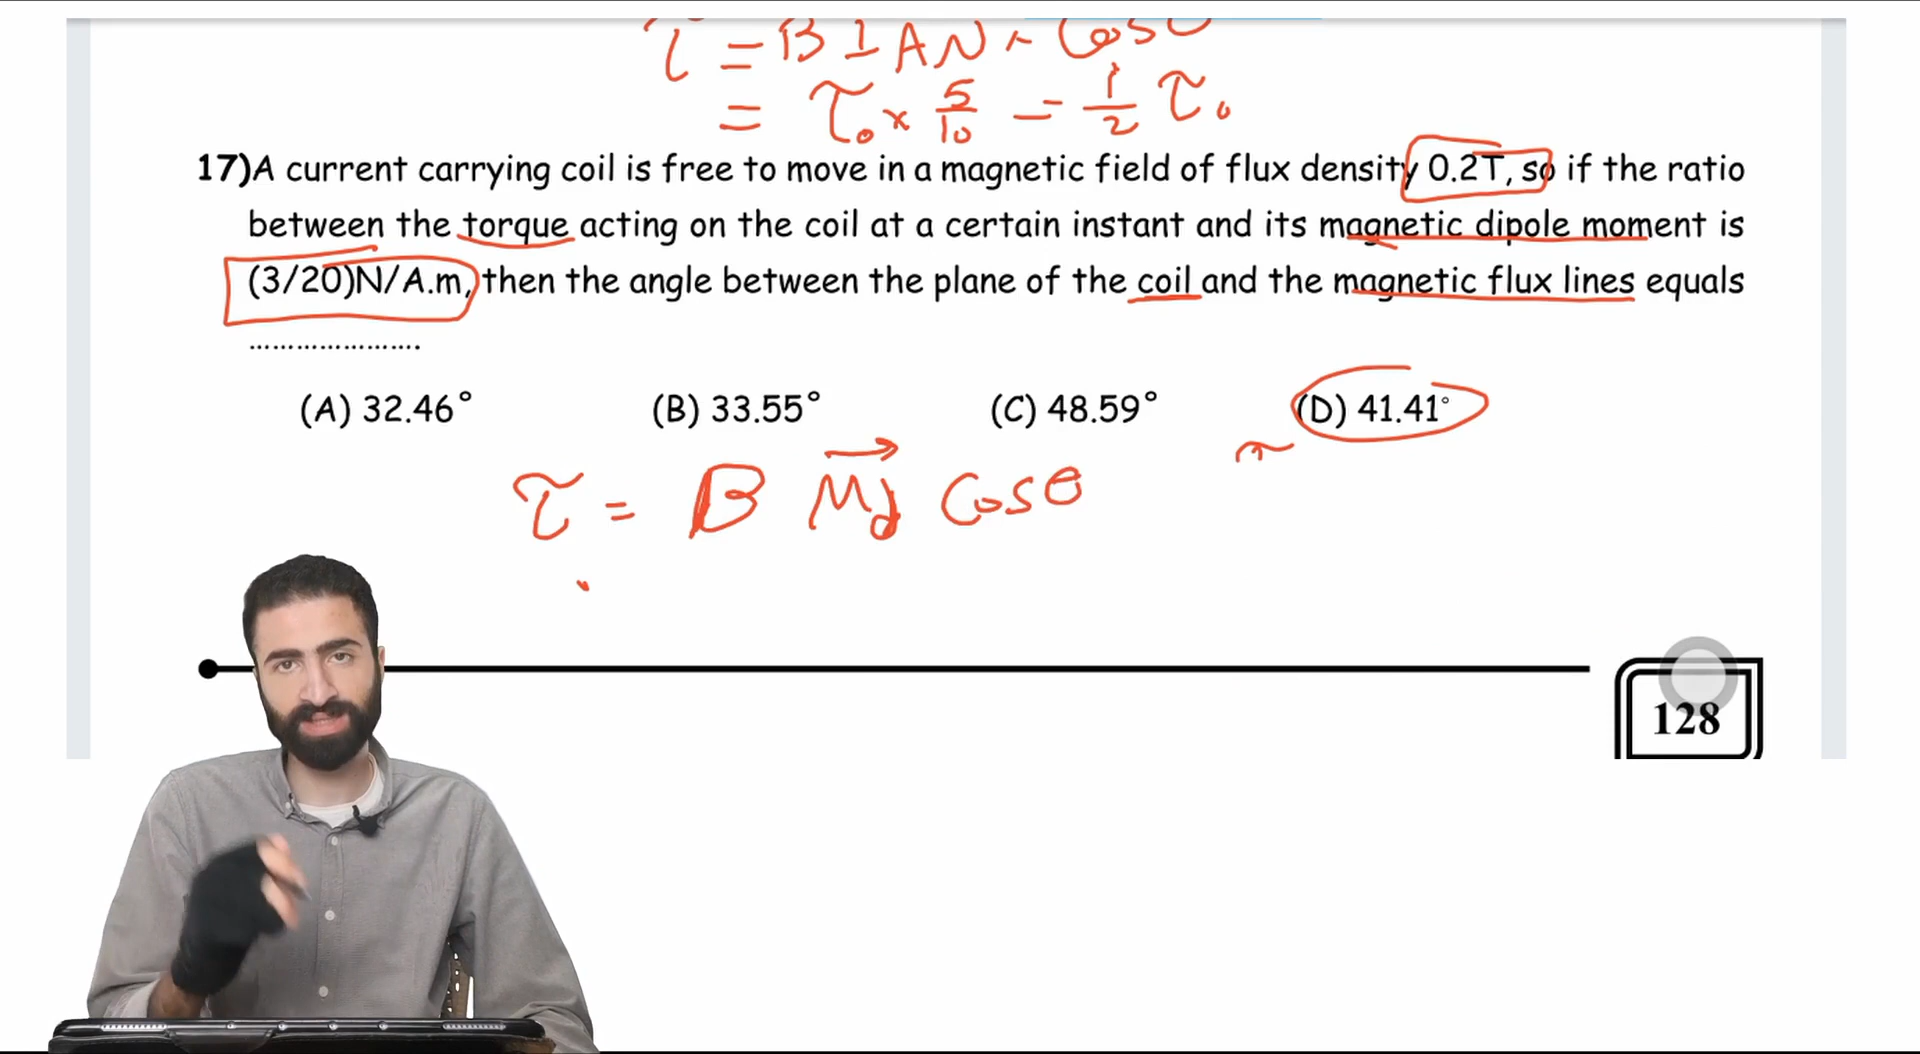 τ = B I A N × Cos θ
= τ₀ × 5/10 = 1/2 τ₀
17)A current carrying coil is free to move in a magnetic field of flux density 0.2T, so if the ratio
between the torque acting on the coil at a certain instant and its magnetic dipole moment is
(3/20)N/A.m, then the angle between the plane of the coil and the magnetic flux lines equals
......................
(A) 32.46° (B) 33.55° (C) 48.59° (D) 41.41°
τ = B Md Cos θ
128